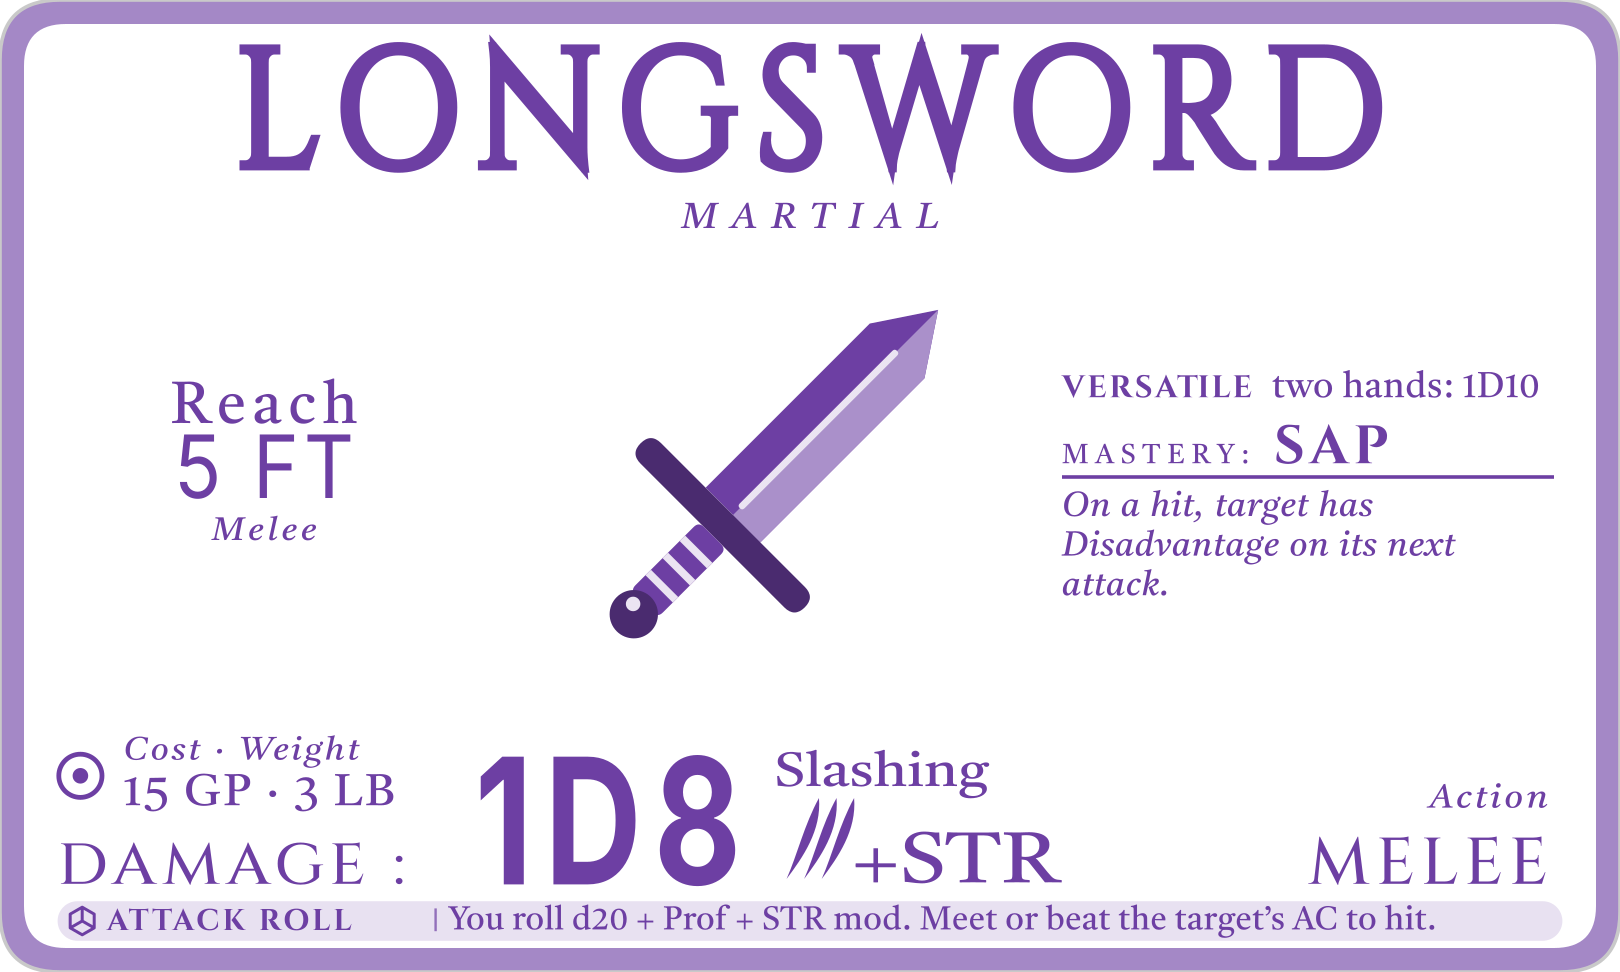 LONGSWORD
MARTIAL
Reach
5 FT
Melee
VERSATILE two hands: 1D10
MASTERY: SAP
On a hit, target has
Disadvantage on its next
attack.
Cost · Weight
15 GP · 3 LB
DAMAGE :
1D8
Slashing
+STR
Action
MELEE
ATTACK ROLL | You roll d20 + Prof + STR mod. Meet or beat the target’s AC to hit.